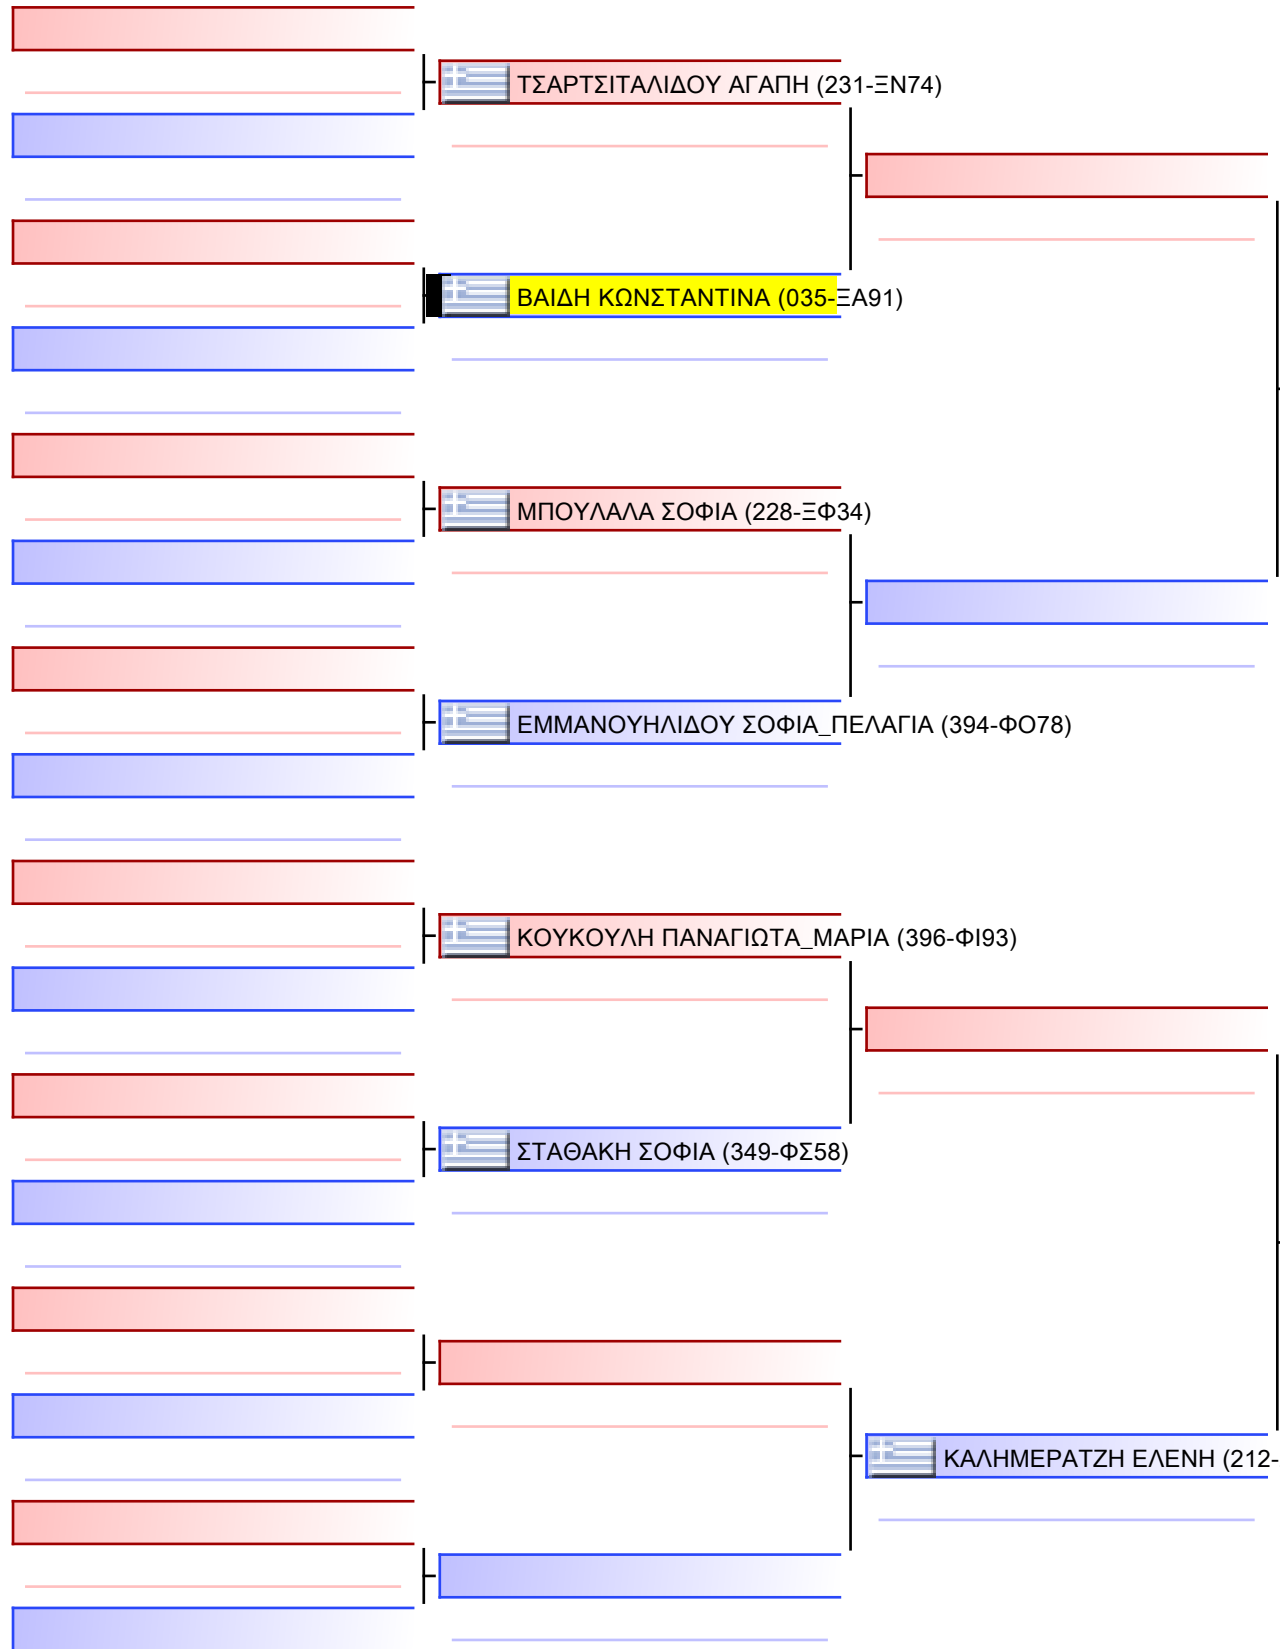 ΤΣΑΡΤΣΙΤΑΛΙΔΟΥ ΑΓΑΠΗ (231-ΞΝ74)
ΒΑΙΔΗ ΚΩΝΣΤΑΝΤΙΝΑ (035-ΞΑ91)
ΜΠΟΥΛΑΛΑ ΣΟΦΙΑ (228-ΞΦ34)
ΕΜΜΑΝΟΥΗΛΙΔΟΥ ΣΟΦΙΑ_ΠΕΛΑΓΙΑ (394-ΦΟ78)
ΚΟΥΚΟΥΛΗ ΠΑΝΑΓΙΩΤΑ_ΜΑΡΙΑ (396-ΦΙ93)
ΣΤΑΘΑΚΗ ΣΟΦΙΑ (349-ΦΣ58)
ΚΑΛΗΜΕΡΑΤΖΗ ΕΛΕΝΗ (212-